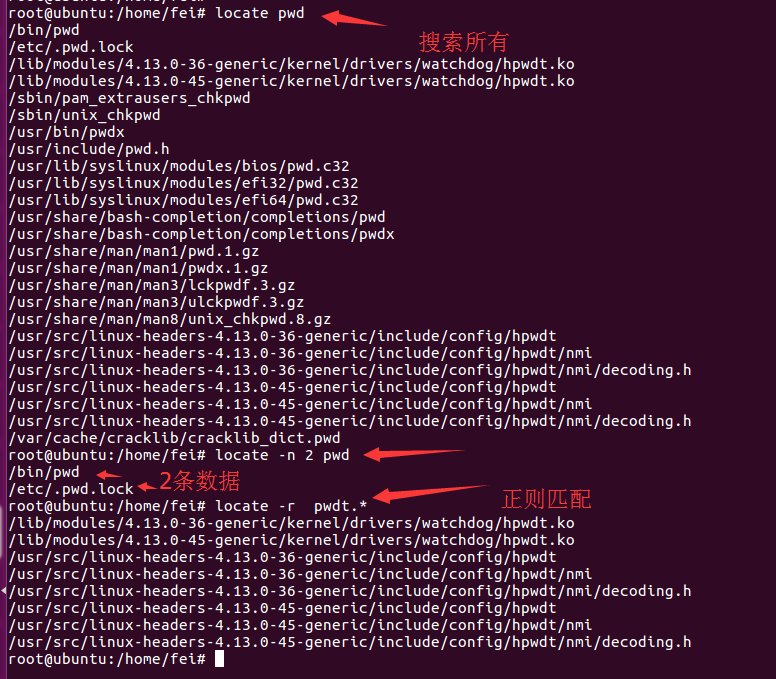 root@ubuntu:/home/fei# locate pwd
搜索所有
/bin/pwd
/etc/.pwd.lock
/lib/modules/4.13.0-36-generic/kernel/drivers/watchdog/hpwdt.ko
/lib/modules/4.13.0-45-generic/kernel/drivers/watchdog/hpwdt.ko
/sbin/pam_extrausers_chkpwd
/sbin/unix_chkpwd
/usr/bin/pwdx
/usr/include/pwd.h
/usr/lib/syslinux/modules/bios/pwd.c32
/usr/lib/syslinux/modules/efi32/pwd.c32
/usr/lib/syslinux/modules/efi64/pwd.c32
/usr/share/bash-completion/completions/pwd
/usr/share/bash-completion/completions/pwdx
/usr/share/man/man1/pwd.1.gz
/usr/share/man/man1/pwdx.1.gz
/usr/share/man/man3/lckpwdf.3.gz
/usr/share/man/man3/ulckpwdf.3.gz
/usr/share/man/man8/unix_chkpwd.8.gz
/usr/src/linux-headers-4.13.0-36-generic/include/config/hpwdt
/usr/src/linux-headers-4.13.0-36-generic/include/config/hpwdt/nmi
/usr/src/linux-headers-4.13.0-36-generic/include/config/hpwdt/nmi/decoding.h
/usr/src/linux-headers-4.13.0-45-generic/include/config/hpwdt
/usr/src/linux-headers-4.13.0-45-generic/include/config/hpwdt/nmi
/usr/src/linux-headers-4.13.0-45-generic/include/config/hpwdt/nmi/decoding.h
/var/cache/cracklib/cracklib_dict.pwd
root@ubuntu:/home/fei# locate -n 2 pwd
/bin/pwd
/etc/.pwd.lock
2条数据
root@ubuntu:/home/fei# locate -r  pwdt.*
正则匹配
/lib/modules/4.13.0-36-generic/kernel/drivers/watchdog/hpwdt.ko
/lib/modules/4.13.0-45-generic/kernel/drivers/watchdog/hpwdt.ko
/usr/src/linux-headers-4.13.0-36-generic/include/config/hpwdt
/usr/src/linux-headers-4.13.0-36-generic/include/config/hpwdt/nmi
/usr/src/linux-headers-4.13.0-36-generic/include/config/hpwdt/nmi/decoding.h
/usr/src/linux-headers-4.13.0-45-generic/include/config/hpwdt
/usr/src/linux-headers-4.13.0-45-generic/include/config/hpwdt/nmi
/usr/src/linux-headers-4.13.0-45-generic/include/config/hpwdt/nmi/decoding.h
root@ubuntu:/home/fei#